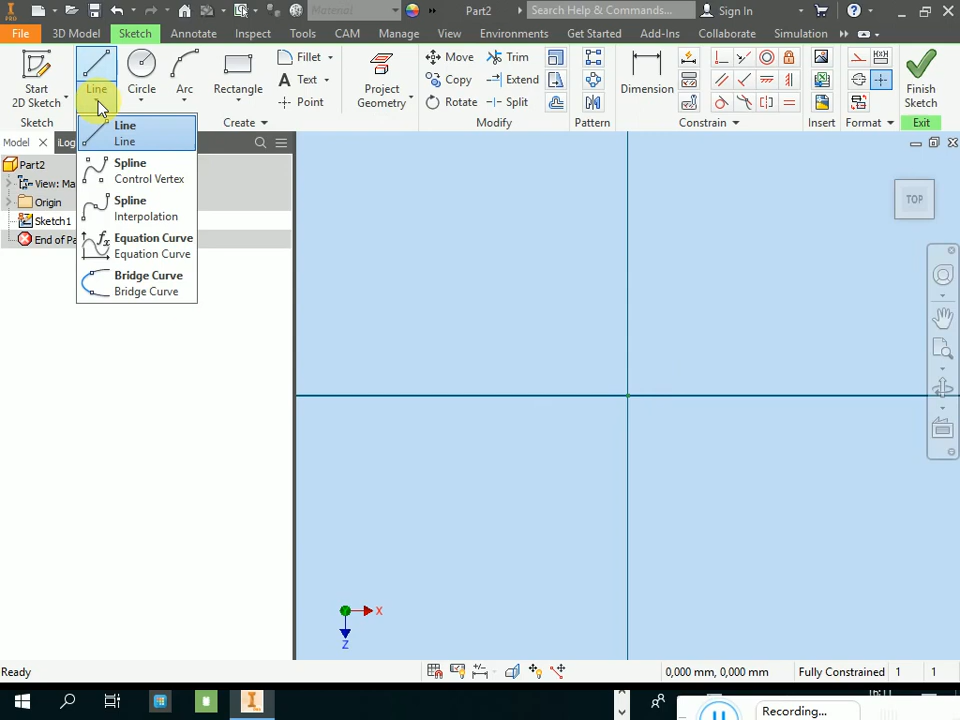 PRO
Material
Part2
Search Help & Commands...
Sign In
File
3D Model
Sketch
Annotate
Inspect
Tools
CAM
Manage
View
Environments
Get Started
Add-Ins
Collaborate
Simulation
Start
2D Sketch
Line
Circle
Arc
Rectangle
Fillet
Text
Point
Project
Geometry
Move
Copy
Rotate
Trim
Extend
Split
Dimension
Finish
Sketch
Sketch
Create
Modify
Pattern
Constrain
Insert
Format
Exit
Model
iLog
Line
Line
Spline
Control Vertex
Spline
Interpolation
Equation Curve
Equation Curve
Bridge Curve
Bridge Curve
Part2
View: Ma
Origin
Sketch1
End of Pa
TOP
X
Z
Ready
0,000 mm, 0,000 mm
Fully Constrained
1
1
Recording...